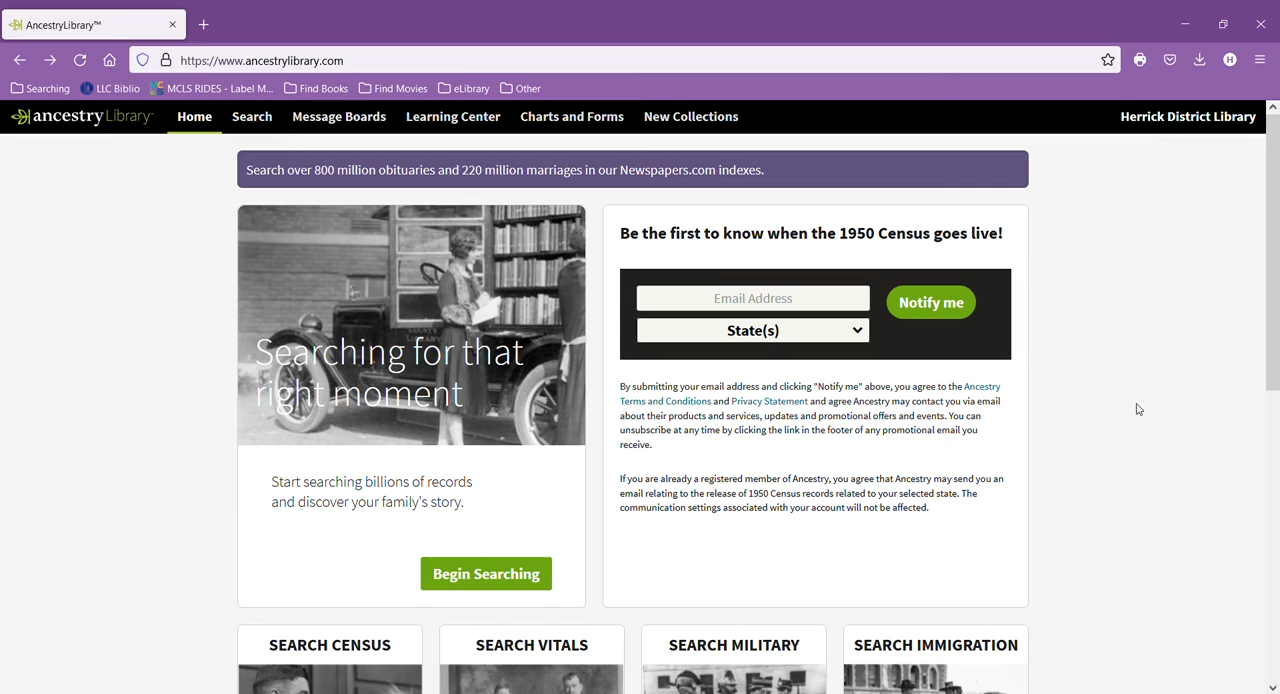 AncestryLibrary™
https://www.ancestrylibrary.com
Searching
LLC Biblio
MCLS RIDES - Label M...
Find Books
Find Movies
eLibrary
Other
H
ancestryLibrary™
Home
Search
Message Boards
Learning Center
Charts and Forms
New Collections
Herrick District Library
Search over 800 million obituaries and 220 million marriages in our Newspapers.com indexes.
Searching for that
right moment
Start searching billions of records
and discover your family's story.
Begin Searching
Be the first to know when the 1950 Census goes live!
Email Address
State(s)
Notify me
By submitting your email address and clicking "Notify me" above, you agree to the Ancestry
Terms and Conditions and Privacy Statement and agree Ancestry may contact you via email
about their products and services, updates and promotional offers and events. You can
unsubscribe at any time by clicking the link in the footer of any promotional email you
receive.
If you are already a registered member of Ancestry, you agree that Ancestry may send you an
email relating to the release of 1950 Census records related to your selected state. The
communication settings associated with your account will not be affected.
SEARCH CENSUS
SEARCH VITALS
SEARCH MILITARY
SEARCH IMMIGRATION